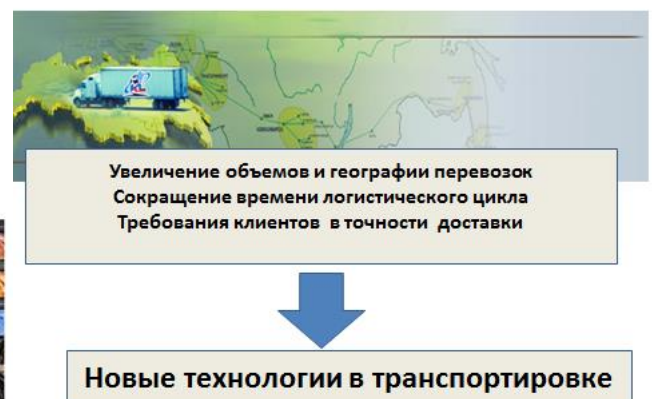 Увеличение объемов и географии перевозок
Сокращение времени логистического цикла
Требования клиентов в точности доставки
Новые технологии в транспортировке